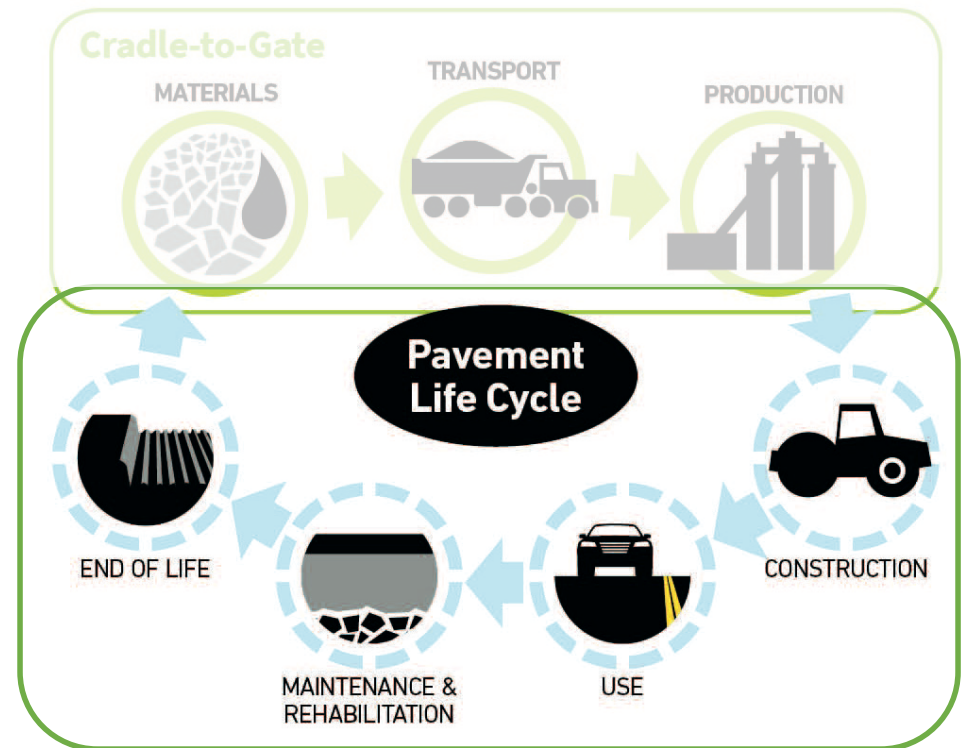 Cradle-to-Gate
MATERIALS
TRANSPORT
PRODUCTION
Pavement
Life Cycle
CONSTRUCTION
USE
MAINTENANCE &
REHABILITATION
END OF LIFE